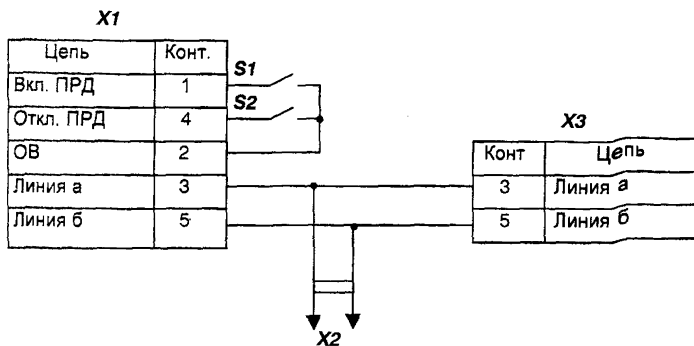 X1
Цепь Конт.
Вкл. ПРД 1
S1
Откл. ПРД 4
S2
ОВ 2
Линия а 3
Линия б 5
X3
Конт Цепь
3 Линия а
5 Линия б
X2